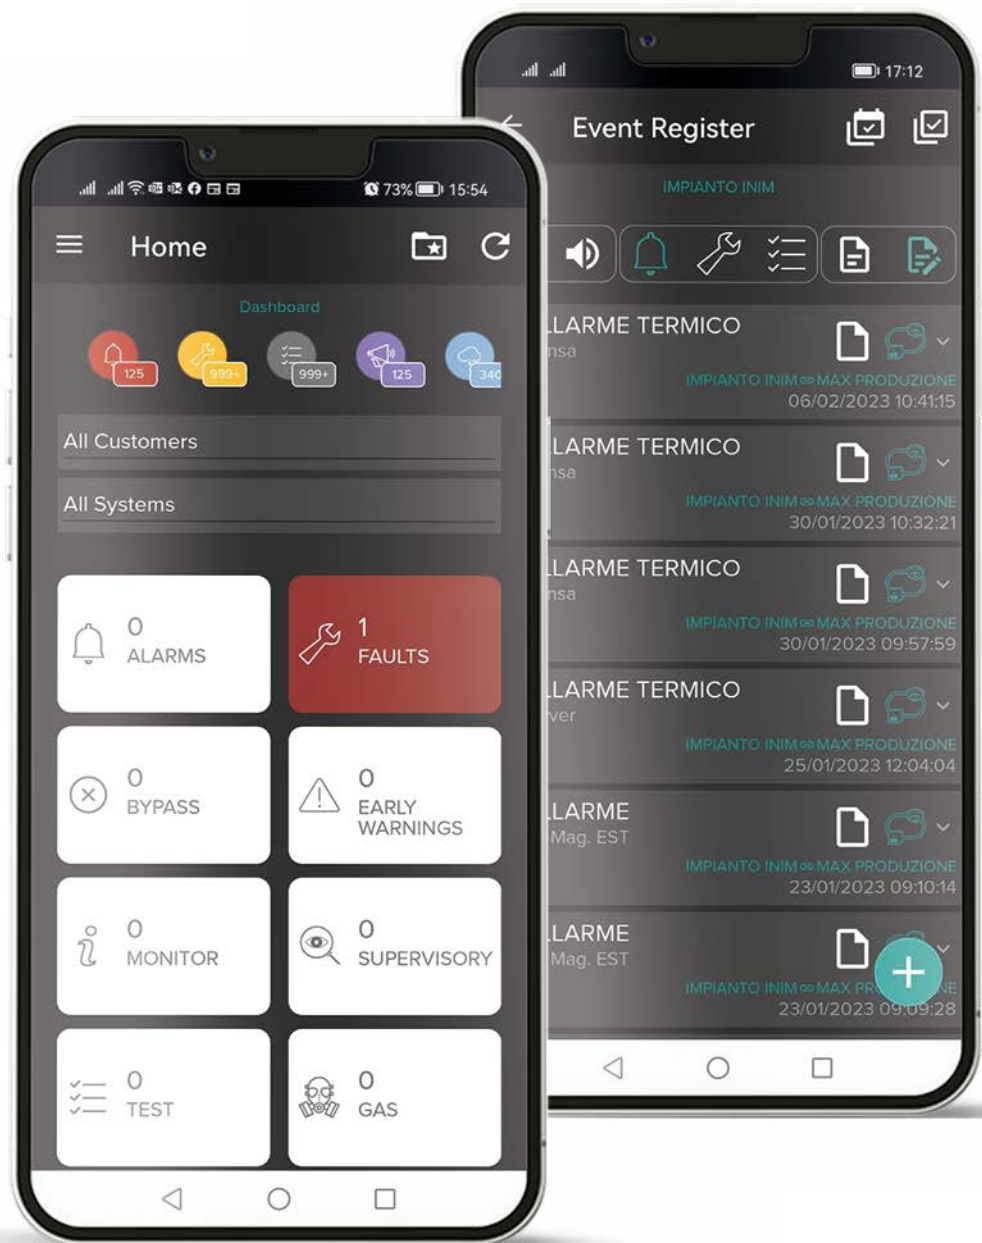 73% 15:54
Home
Dashboard
125
999+
999+
125
340
All Customers
All Systems
0
ALARMS
1
FAULTS
0
BYPASS
0
EARLY
WARNINGS
0
MONITOR
0
SUPERVISORY
0
TEST
0
GAS
17:12
Event Register
IMPIANTO INIM
LLARME TERMICO
nsa
IMPIANTO INIM ∞ MAX PRODUZIONE
06/02/2023 10:41:15
LLARME TERMICO
nsa
IMPIANTO INIM ∞ MAX PRODUZIONE
30/01/2023 10:32:21
LLARME TERMICO
nsa
IMPIANTO INIM ∞ MAX PRODUZIONE
30/01/2023 09:57:59
LLARME TERMICO
ver
IMPIANTO INIM ∞ MAX PRODUZIONE
25/01/2023 12:04:04
LLARME
Mag. EST
IMPIANTO INIM ∞ MAX PRODUZIONE
23/01/2023 09:10:14
LLARME
Mag. EST
IMPIANTO INIM ∞ MAX PR NE
23/01/2023 09:09:28